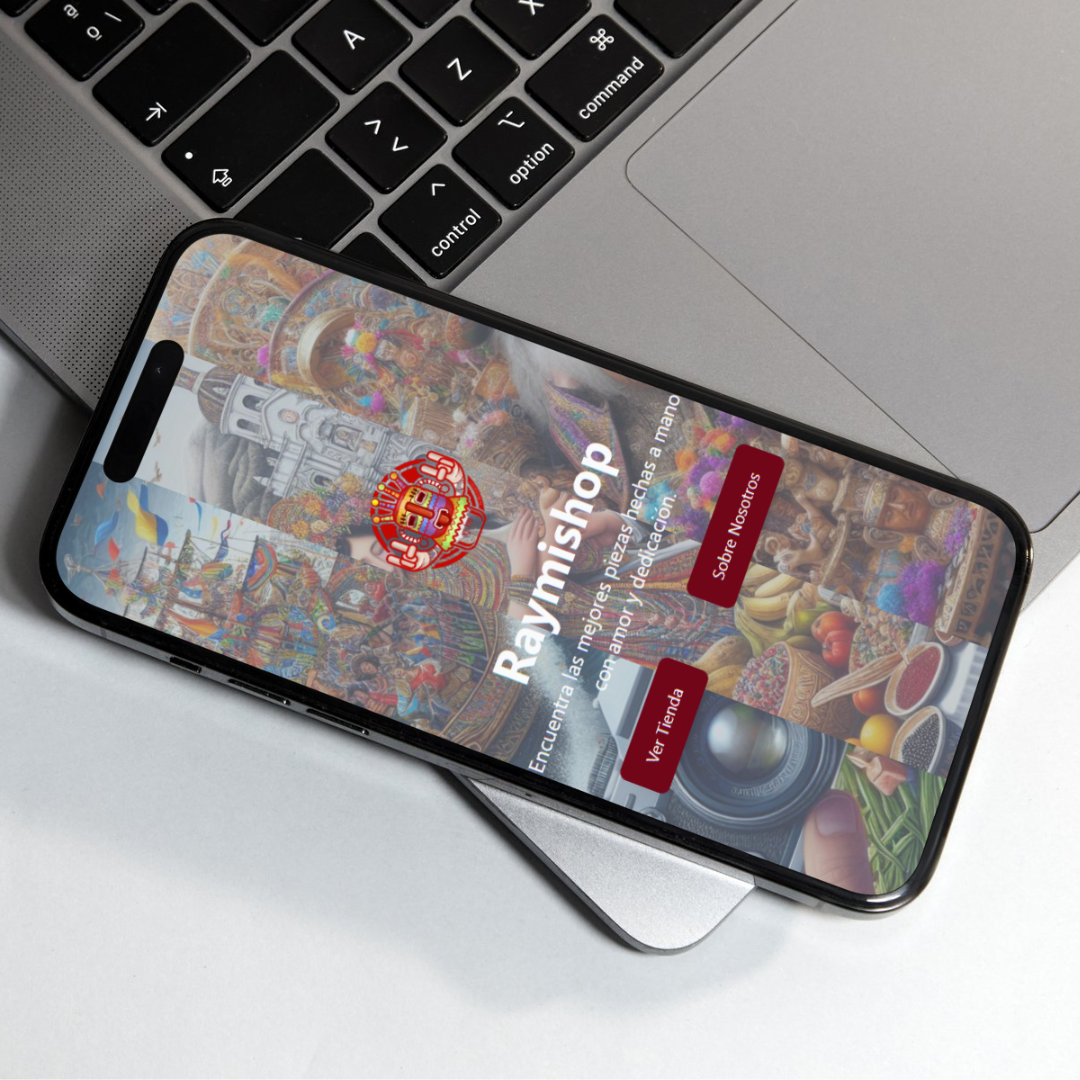 Raymishop
Encuentra las mejores piezas hechas a mano
con amor y dedicación.
Ver Tienda
Sobre Nosotros
ª
º \
A
Z
X
⌘
command
>
<
⌥
option
^
control